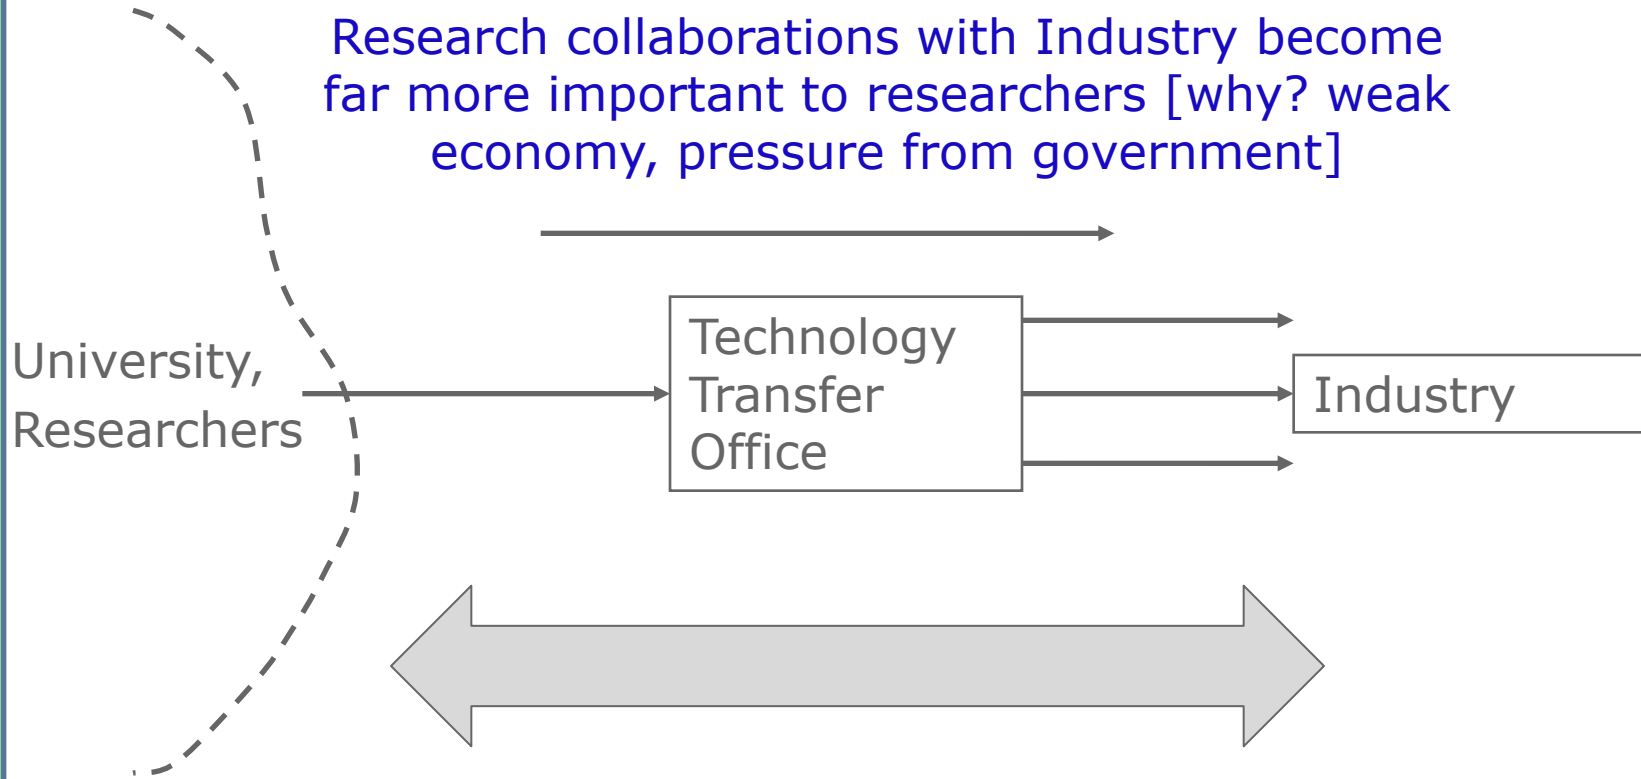 Research collaborations with Industry become
far more important to researchers [why? weak
economy, pressure from government]
University,
Researchers
Technology
Transfer
Office
Industry